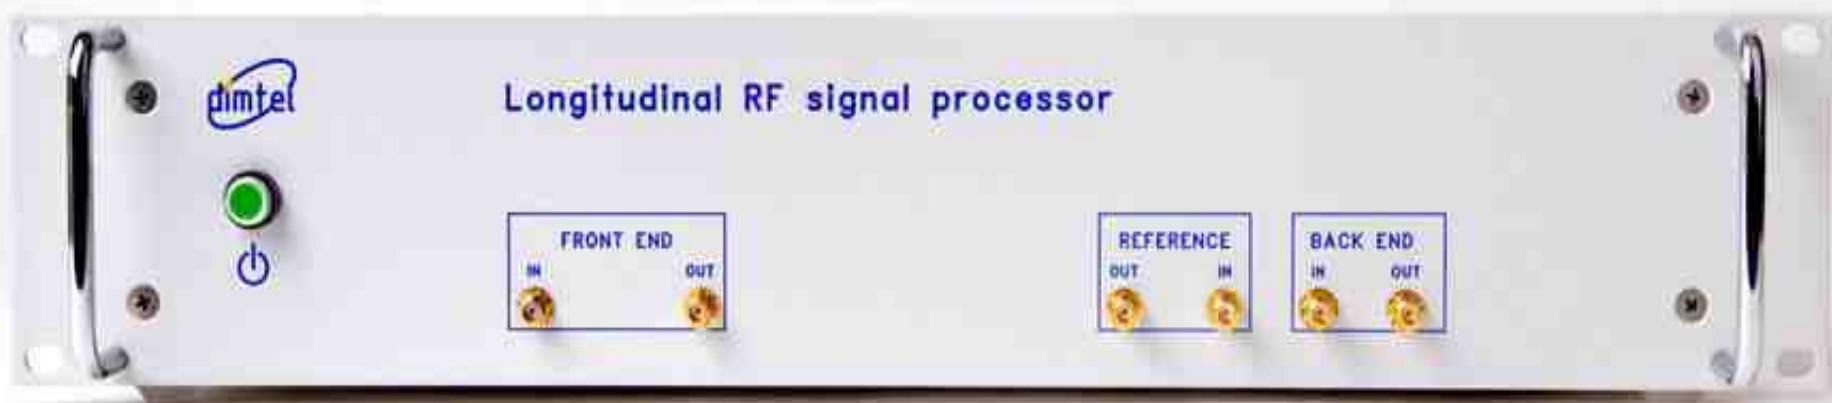 dimtel
Longitudinal RF signal processor
FRONT END
IN OUT
REFERENCE
OUT IN
BACK END
IN OUT